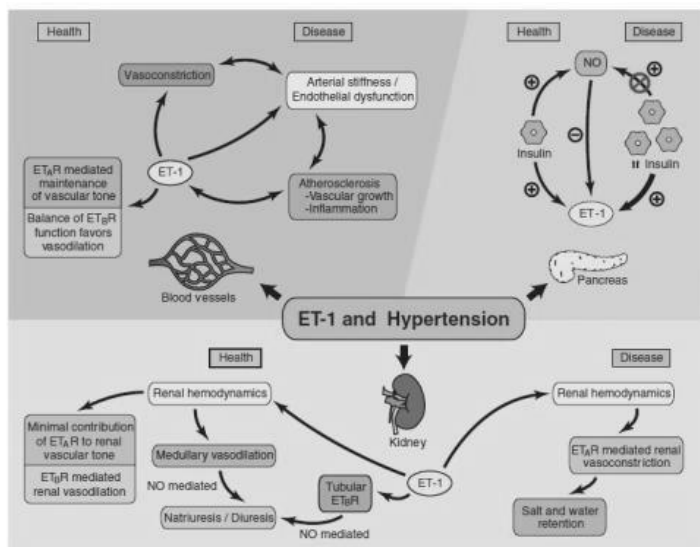 Health
Disease
Vasoconstriction
Arterial stiffness /
Endothelial dysfunction
ET-1
ETAR mediated
maintenance
of vascular tone
Balance of ETBR
function favors
vasodilation
Atherosclerosis
-Vascular growth
-Inflammation
Blood vessels
Health
Disease
NO
+
+
−
Insulin
⇈ Insulin
+
+
ET-1
Pancreas
ET-1 and Hypertension
Health
Disease
Kidney
Renal hemodynamics
Renal hemodynamics
Minimal contribution
of ETAR to renal
vascular tone
ETBR mediated
renal vasodilation
Medullary vasodilation
NO mediated
Natriuresis / Diuresis
Tubular
ETBR
NO mediated
ET-1
ETAR mediated renal
vasoconstriction
Salt and water
retention